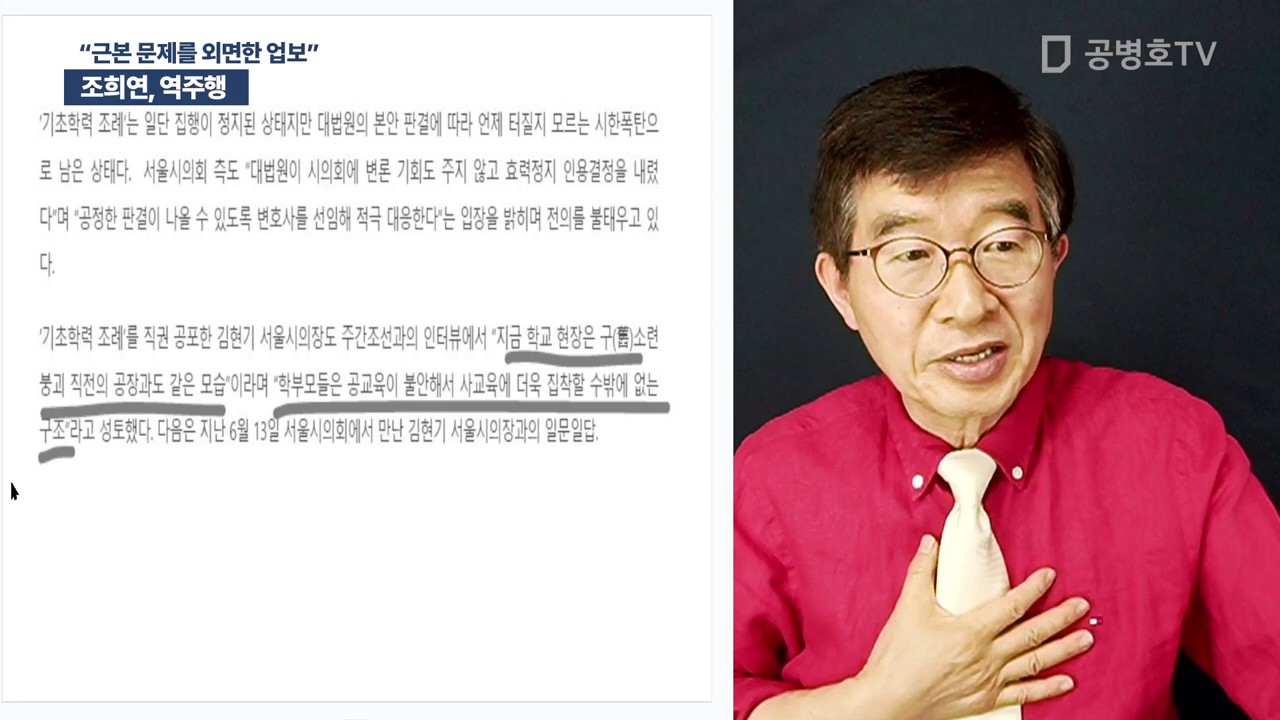 “근본 문제를 외면한 업보”
조희연, 역주행
공병호TV
'기초학력 조례'는 일단 집행이 정지된 상태지만 대법원의 본안 판결에 따라 언제 터질지 모르는 시한폭탄으
로 남은 상태다. 서울시의회 측도 "대법원이 시의회에 변론 기회도 주지 않고 효력정지 인용결정을 내렸
다"며 "공정한 판결이 나올 수 있도록 변호사를 선임해 적극 대응한다"는 입장을 밝히며 전의를 불태우고 있
다.
'기초학력 조례'를 직권 공포한 김현기 서울시의장도 주간조선과의 인터뷰에서 "지금 학교 현장은 구(舊)소련
붕괴 직전의 공장과도 같은 모습"이라며 "학부모들은 공교육이 불안해서 사교육에 더욱 집착할 수밖에 없는
구조"라고 성토했다. 다음은 지난 6월 13일 서울시의회에서 만난 김현기 서울시의장과의 일문일답.